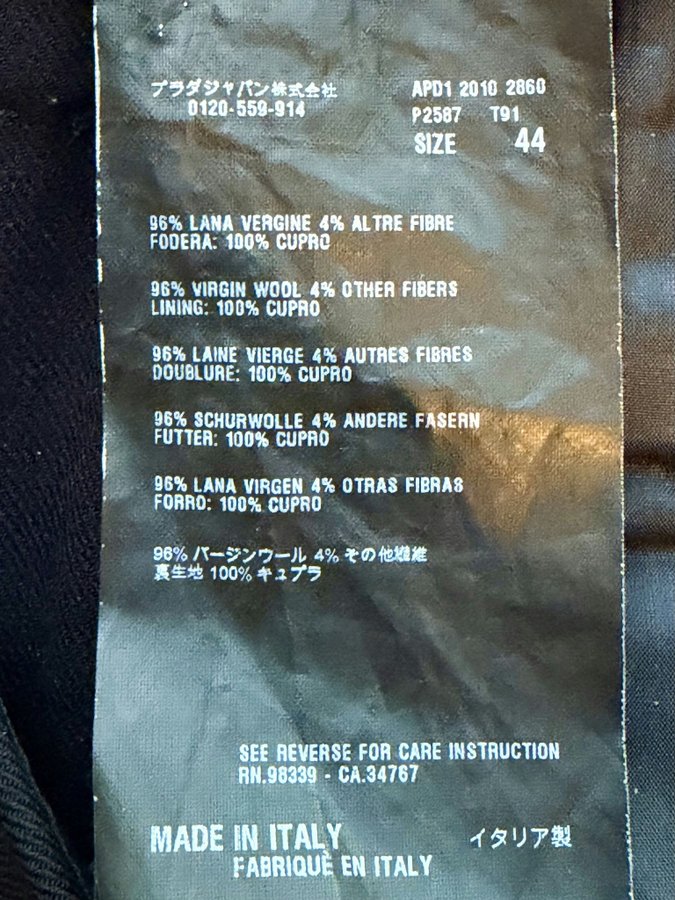 プラダジャパン株式会社
0120-559-914
APD1 2010 2860
P2587 T91
SIZE 44
96% LANA VERGINE 4% ALTRE FIBRE
FODERA: 100% CUPRO
96% VIRGIN WOOL 4% OTHER FIBERS
LINING: 100% CUPRO
96% LAINE VIERGE 4% AUTRES FIBRES
DOUBLURE: 100% CUPRO
96% SCHURWOLLE 4% ANDERE FASERN
FUTTER: 100% CUPRO
96% LANA VIRGEN 4% OTRAS FIBRAS
FORRO: 100% CUPRO
96% バージンウール 4% その他繊維
裏生地 100% キュプラ
SEE REVERSE FOR CARE INSTRUCTION
RN.98339 - CA.34767
MADE IN ITALY
イタリア製
FABRIQUÈ EN ITALY